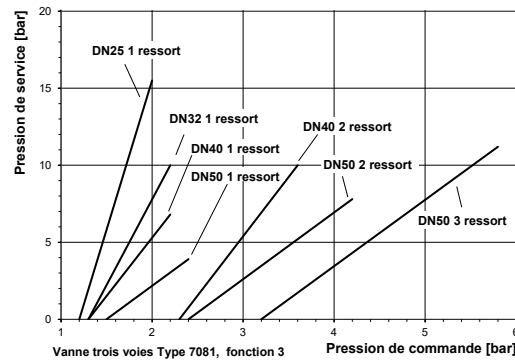 Pression de service [bar]
20
15
10
5
0
DN25 1 ressort
DN32 1 ressort
DN40 1 ressort
DN50 1 ressort
DN40 2 ressort
DN50 2 ressort
DN50 3 ressort
1
2
3
4
5
6
Vanne trois voies Type 7081, fonction 3
Pression de commande [bar]